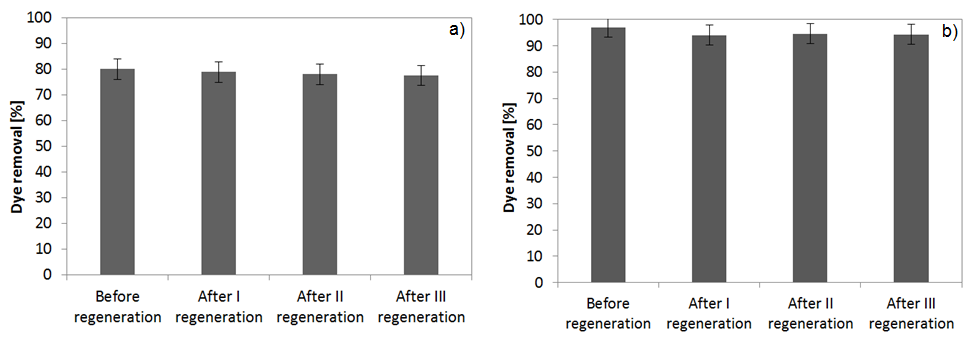 a)
Dye removal [%]
100
90
80
70
60
50
40
30
20
10
0
Before
regeneration
After I
regeneration
After II
regeneration
After III
regeneration
b)
Dye removal [%]
100
90
80
70
60
50
40
30
20
10
0
Before
regeneration
After I
regeneration
After II
regeneration
After III
regeneration